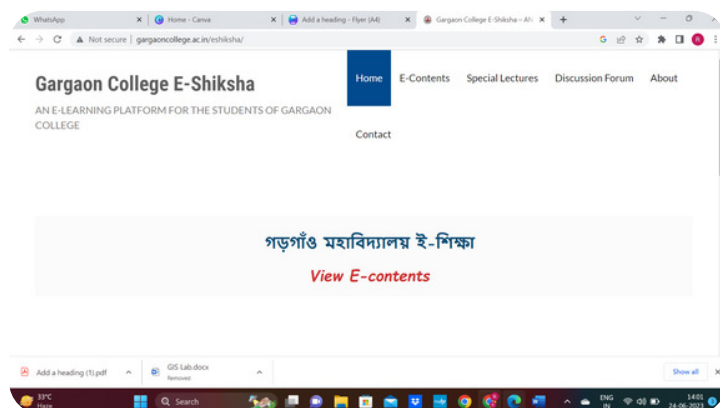 WhatsApp
Home - Canva
Add a heading - Flyer (A4)
Gargaon College E-Shiksha – A
Not secure | gargaoncollege.ac.in/eshiksha/
Gargaon College E-Shiksha
AN E-LEARNING PLATFORM FOR THE STUDENTS OF GARGAON
COLLEGE
Home E-Contents Special Lectures Discussion Forum About
Contact
গড়গাঁও মহাবিদ্যালয় ই-শিক্ষা
View E-contents
Add a heading (1).pdf
GIS Lab.docx
Removed
Show all
33°C
Haze
Search
ENG
IN
14:01
24-06-2023